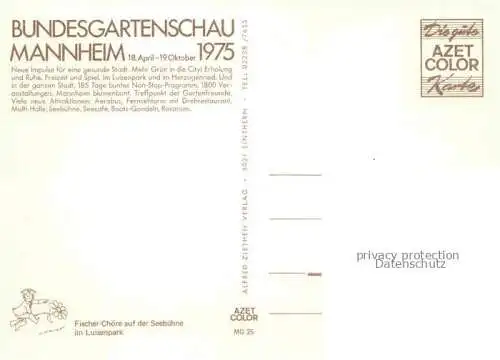 BUNDESGARTENSCHAU
MANNHEIM 18. April – 19. Oktober 1975
Neue Impulse für eine gesunde Stadt. Mehr Grün in die City! Erholung
und Ruhe, Freizeit und Spiel. Im Luisenpark und im Herzogenried. Und
in der ganzen Stadt. 185 Tage buntes Non-Stop-Programm, 1800 Ver-
anstaltungen. Mannheim blumenbunt. Treffpunkt der Gartenfreunde.
Viele neue Attraktionen: Aerobus, Fernsehturm mit Drehrestaurant,
Multi-Halle, Seebühne, Seecafé, Boots-Gondeln, Rosarium.
Die gute
AZET
COLOR
Karte
ALFRED ZIETHEN VERLAG · 5021 SINTHERN · TEL. 02238 /7455
privacy protection
Datenschutz
Fischer-Chöre auf der Seebühne
im Luisenpark
AZET
COLOR
MG 25